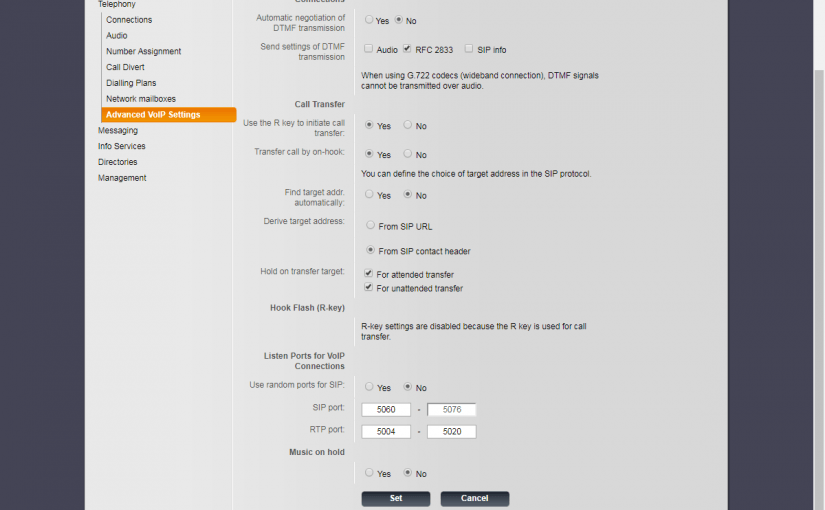 Telephony
Connections
Audio
Number Assignment
Call Divert
Dialling Plans
Network mailboxes
Advanced VoIP Settings
Messaging
Info Services
Directories
Management
Connections
Automatic negotiation of
DTMF transmission
Yes No
Send settings of DTMF
transmission
Audio RFC 2833 SIP info
When using G.722 codecs (wideband connection), DTMF signals
cannot be transmitted over audio.
Call Transfer
Use the R key to initiate call
transfer:
Yes No
Transfer call by on-hook:
Yes No
You can define the choice of target address in the SIP protocol.
Find target addr.
automatically:
Yes No
Derive target address:
From SIP URL
From SIP contact header
Hold on transfer target:
For attended transfer
For unattended transfer
Hook Flash (R-key)
R-key settings are disabled because the R key is used for call
transfer.
Listen Ports for VoIP
Connections
Use random ports for SIP:
Yes No
SIP port:
5060 - 5076
RTP port:
5004 - 5020
Music on hold
Yes No
Set Cancel